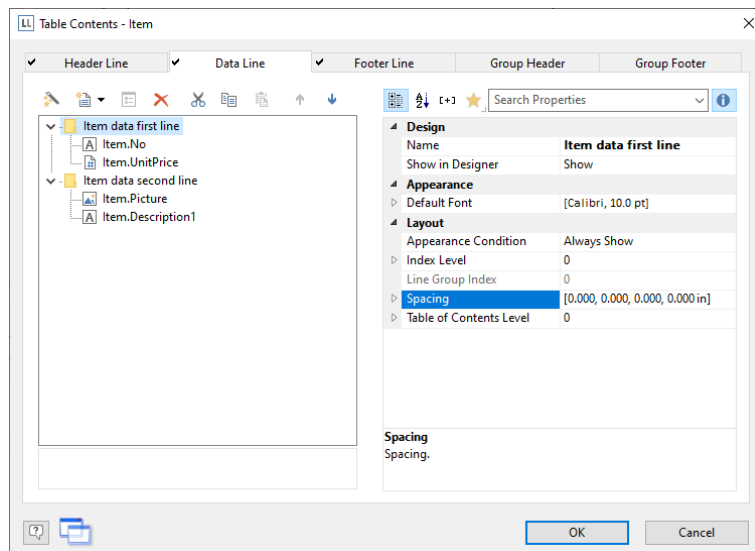 LL Table Contents - Item
Header Line Data Line Footer Line Group Header Group Footer
Search Properties
Item data first line
Item.No
Item.UnitPrice
Item data second line
Item.Picture
Item.Description1
Design
Name Item data first line
Show in Designer Show
Appearance
Default Font [Calibri, 10.0 pt]
Layout
Appearance Condition Always Show
Index Level 0
Line Group Index 0
Spacing [0.000, 0.000, 0.000, 0.000 in]
Table of Contents Level 0
Spacing
Spacing.
OK Cancel